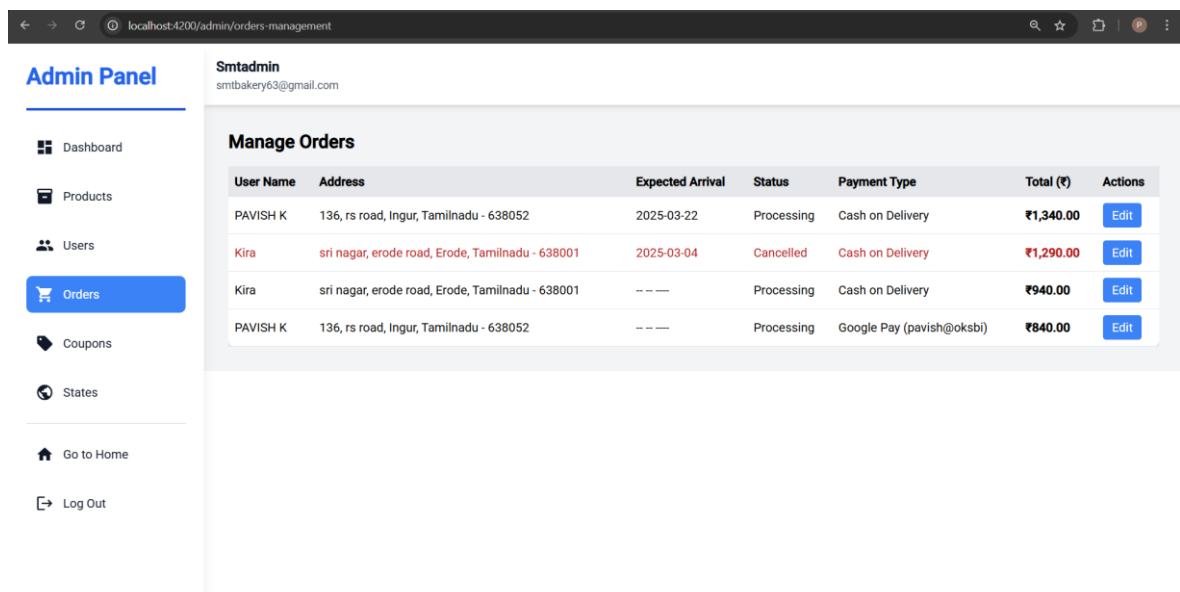 localhost:4200/admin/orders-management
P
Admin Panel
Smtadmin
smtbakery63@gmail.com
Dashboard
Products
Users
Orders
Coupons
States
Go to Home
Log Out
Manage Orders
User Name Address Expected Arrival Status Payment Type Total (₹) Actions
PAVISH K 136, rs road, Ingur, Tamilnadu - 638052 2025-03-22 Processing Cash on Delivery ₹1,340.00 Edit
Kira sri nagar, erode road, Erode, Tamilnadu - 638001 2025-03-04 Cancelled Cash on Delivery ₹1,290.00 Edit
Kira sri nagar, erode road, Erode, Tamilnadu - 638001 -- -- ---- Processing Cash on Delivery ₹940.00 Edit
PAVISH K 136, rs road, Ingur, Tamilnadu - 638052 -- -- ---- Processing Google Pay (pavish@oksbi) ₹840.00 Edit